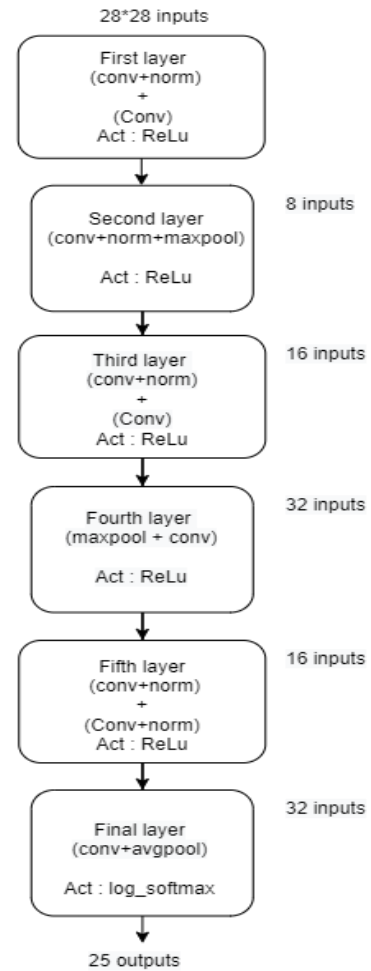 28*28 inputs
First layer
(conv+norm)
+
(Conv)
Act : ReLu
8 inputs
Second layer
(conv+norm+maxpool)
Act : ReLu
16 inputs
Third layer
(conv+norm)
+
(Conv)
Act : ReLu
32 inputs
Fourth layer
(maxpool + conv)
Act : ReLu
16 inputs
Fifth layer
(conv+norm)
+
(Conv+norm)
Act : ReLu
32 inputs
Final layer
(conv+avgpool)
Act : log_softmax
25 outputs